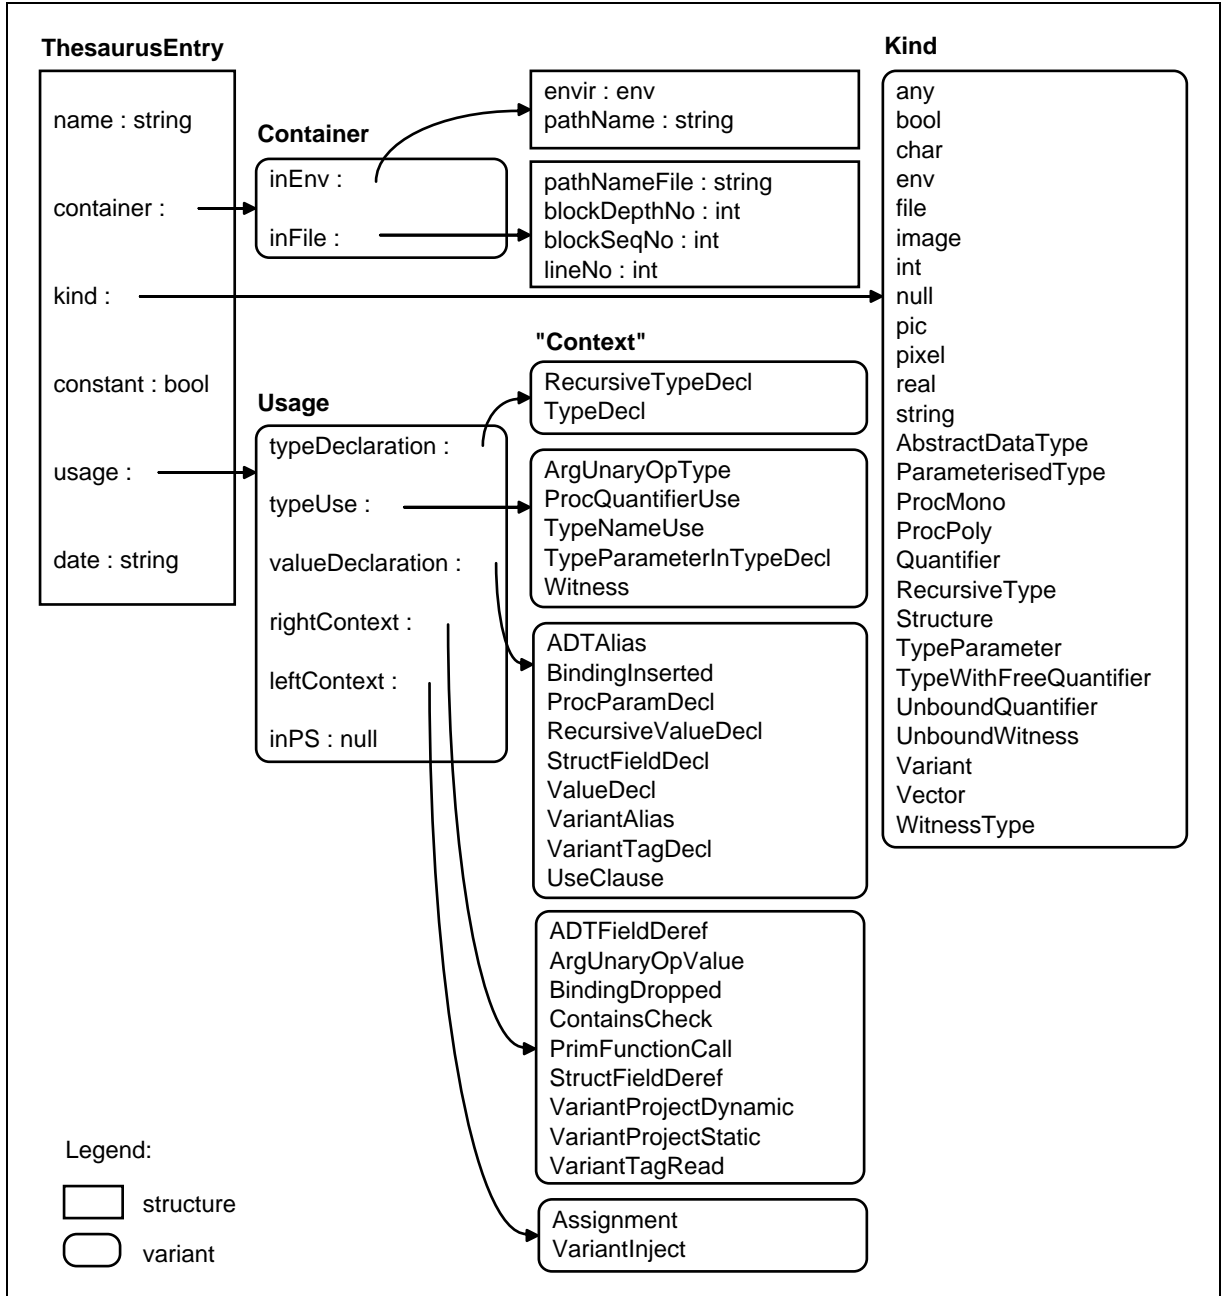 ThesaurusEntry
name : string
container :
kind :
constant : bool
usage :
date : string
Container
inEnv :
inFile :
envir : env
pathName : string
pathNameFile : string
blockDepthNo : int
blockSeqNo : int
lineNo : int
Usage
typeDeclaration :
typeUse :
valueDeclaration :
rightContext :
leftContext :
inPS : null
"Context"
RecursiveTypeDecl
TypeDecl
ArgUnaryOpType
ProcQuantifierUse
TypeNameUse
TypeParameterInTypeDecl
Witness
ADTAlias
BindingInserted
ProcParamDecl
RecursiveValueDecl
StructFieldDecl
ValueDecl
VariantAlias
VariantTagDecl
UseClause
ADTFieldDeref
ArgUnaryOpValue
BindingDropped
ContainsCheck
PrimFunctionCall
StructFieldDeref
VariantProjectDynamic
VariantProjectStatic
VariantTagRead
Assignment
VariantInject
Kind
any
bool
char
env
file
image
int
null
pic
pixel
real
string
AbstractDataType
ParameterisedType
ProcMono
ProcPoly
Quantifier
RecursiveType
Structure
TypeParameter
TypeWithFreeQuantifier
UnboundQuantifier
UnboundWitness
Variant
Vector
WitnessType
Legend:
structure
variant